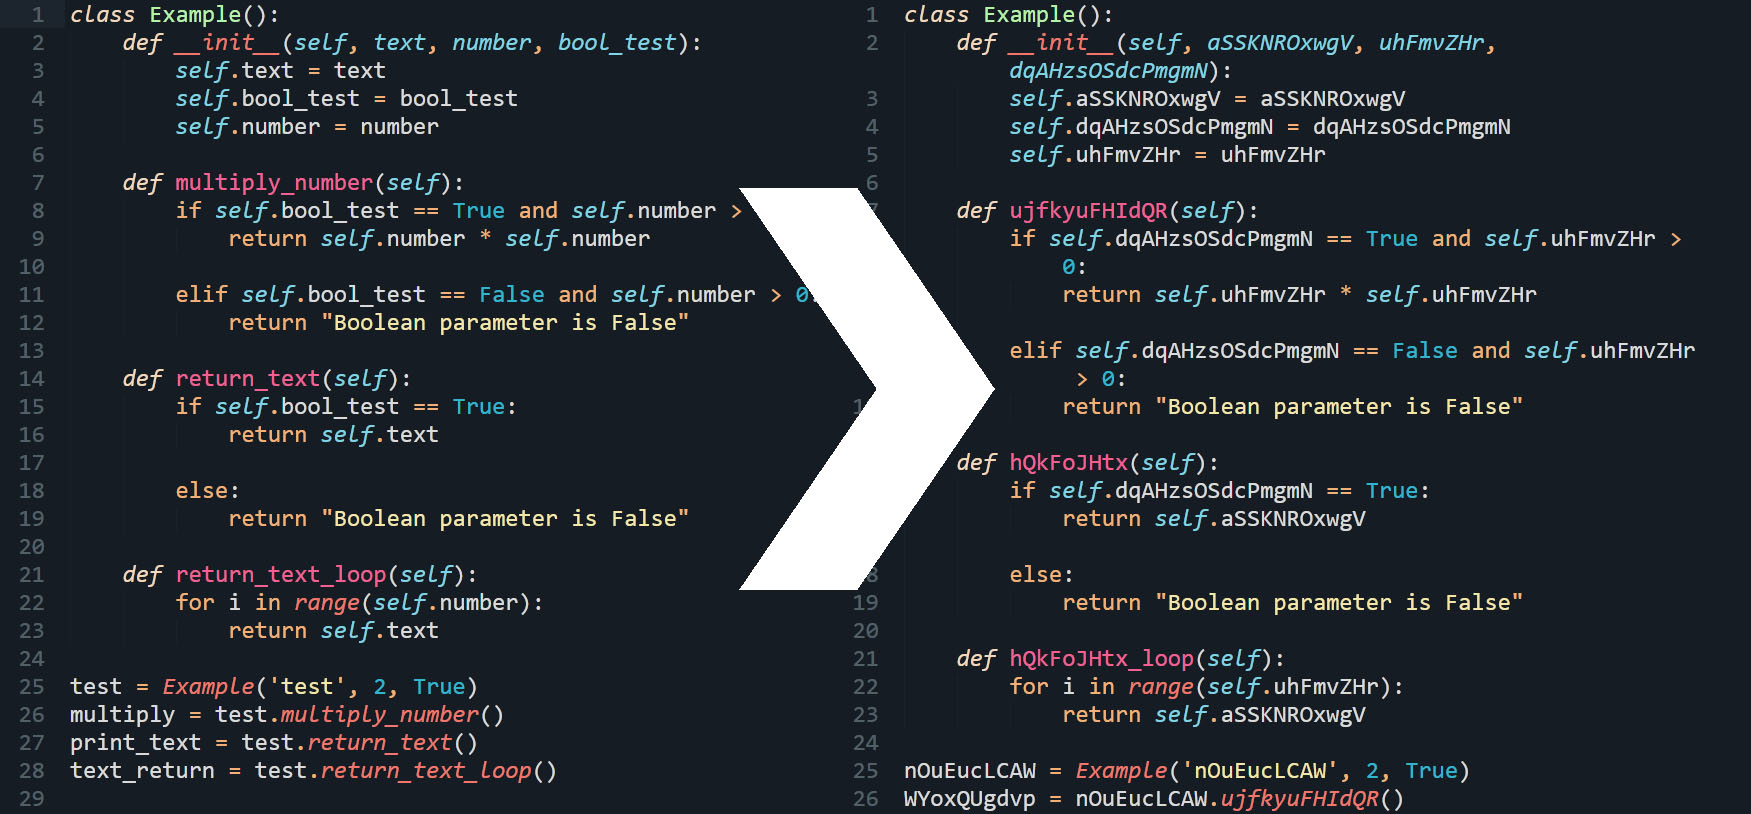 1 class Example():
2 def __init__(self, text, number, bool_test):
3 self.text = text
4 self.bool_test = bool_test
5 self.number = number
6
7 def multiply_number(self):
8 if self.bool_test == True and self.number >
9 return self.number * self.number
10
11 elif self.bool_test == False and self.number > 0:
12 return "Boolean parameter is False"
13
14 def return_text(self):
15 if self.bool_test == True:
16 return self.text
17
18 else:
19 return "Boolean parameter is False"
20
21 def return_text_loop(self):
22 for i in range(self.number):
23 return self.text
24
25 test = Example('test', 2, True)
26 multiply = test.multiply_number()
27 print_text = test.return_text()
28 text_return = test.return_text_loop()
29
1 class Example():
2 def __init__(self, aSSKNROxwgV, uhFmvZHr,
dqAHzsOSdcPmgmN):
3 self.aSSKNROxwgV = aSSKNROxwgV
4 self.dqAHzsOSdcPmgmN = dqAHzsOSdcPmgmN
5 self.uhFmvZHr = uhFmvZHr
6
def ujfkyuFHIdQR(self):
if self.dqAHzsOSdcPmgmN == True and self.uhFmvZHr >
0:
return self.uhFmvZHr * self.uhFmvZHr
elif self.dqAHzsOSdcPmgmN == False and self.uhFmvZHr
> 0:
return "Boolean parameter is False"
def hQkFoJHtx(self):
if self.dqAHzsOSdcPmgmN == True:
return self.aSSKNROxwgV
else:
19 return "Boolean parameter is False"
20
21 def hQkFoJHtx_loop(self):
22 for i in range(self.uhFmvZHr):
23 return self.aSSKNROxwgV
24
25 nOuEucLCAW = Example('nOuEucLCAW', 2, True)
26 WYoxQUgdvp = nOuEucLCAW.ujfkyuFHIdQR()